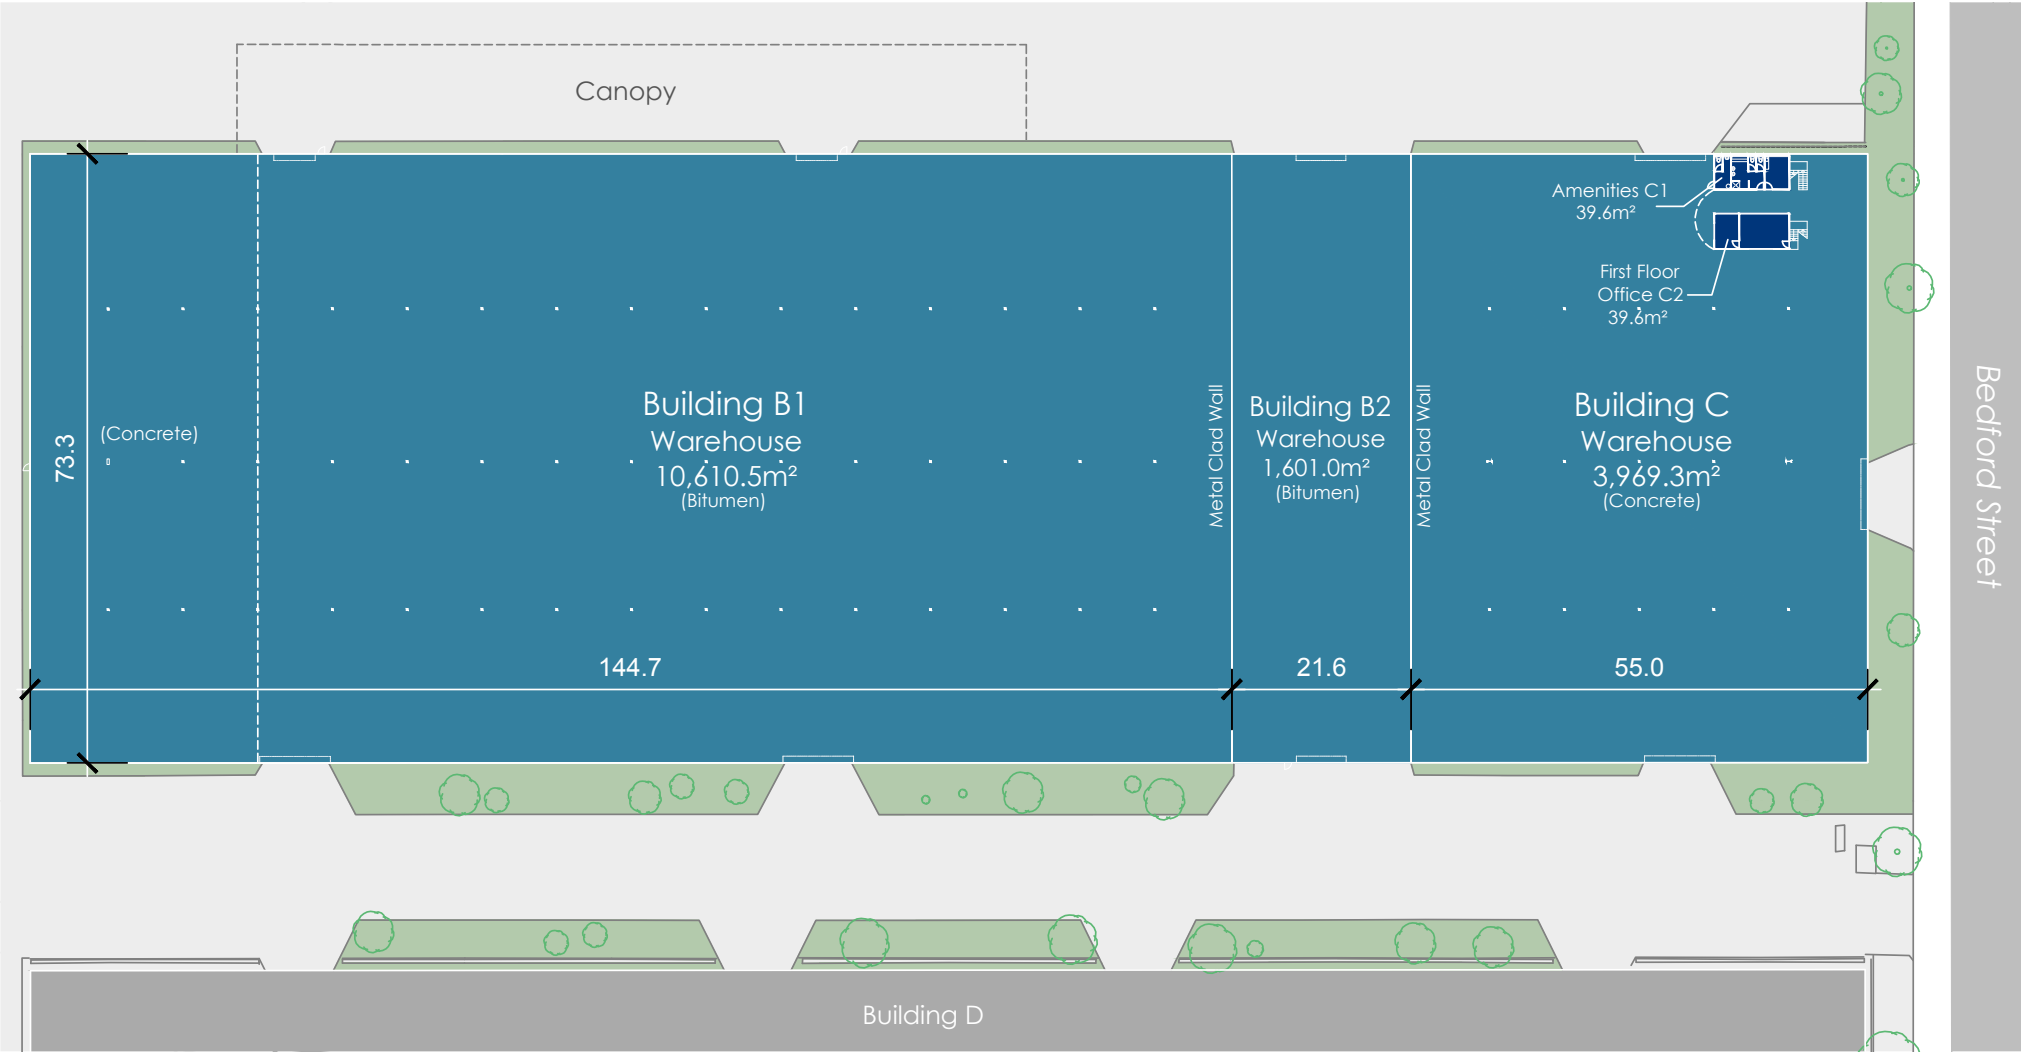 Canopy
Amenities C1
39.6m²
First Floor
Office C2
39.6m²
73.3
(Concrete)
Building B1
Warehouse
10,610.5m²
(Bitumen)
Metal Clad Wall
Building B2
Warehouse
1,601.0m²
(Bitumen)
Metal Clad Wall
Building C
Warehouse
3,969.3m²
(Concrete)
Bedford Street
144.7
21.6
55.0
Building D